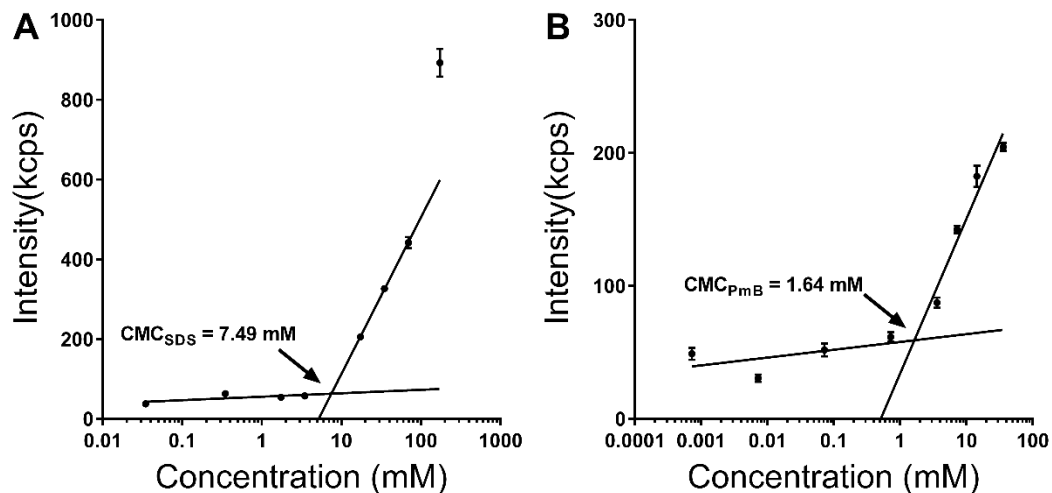 A
Intensity(kcps)
1000
800
600
400
200
0
CMCSDS = 7.49 mM
0.01 0.1 1 10 100 1000
Concentration (mM)
B
Intensity(kcps)
300
200
100
0
CMCPmB = 1.64 mM
0.0001 0.001 0.01 0.1 1 10 100
Concentration (mM)